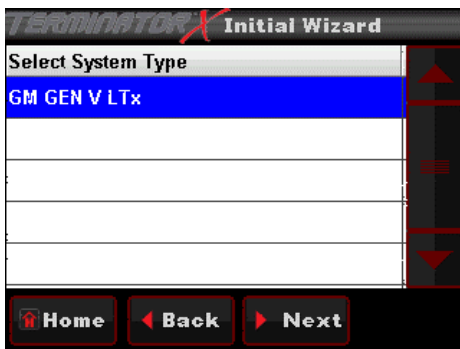 TERMINATOR X Initial Wizard
Select System Type
GM GEN V LTx
Home Back Next